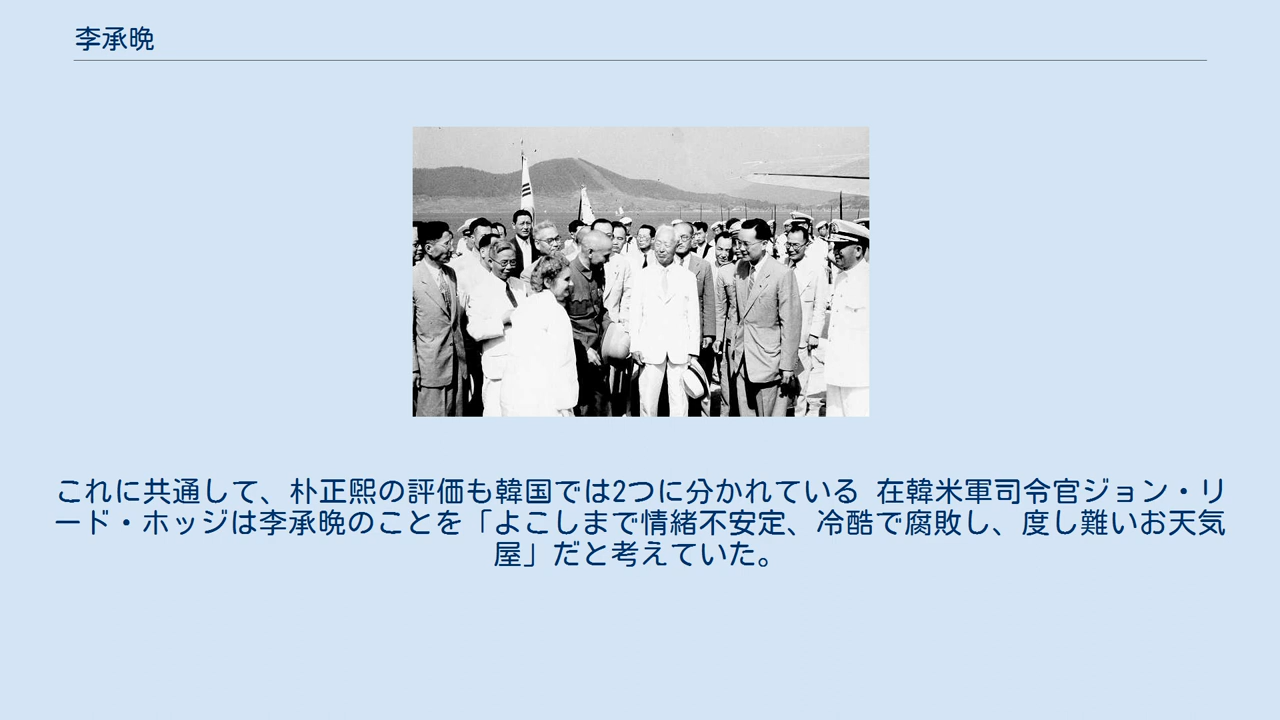 李承晩
これに共通して、朴正煕の評価も韓国では2つに分かれている 在韓米軍司令官ジョン・リ
ード・ホッジは李承晩のことを「よこしまで情緒不安定、冷酷で腐敗し、度し難いお天気
屋」だと考えていた。